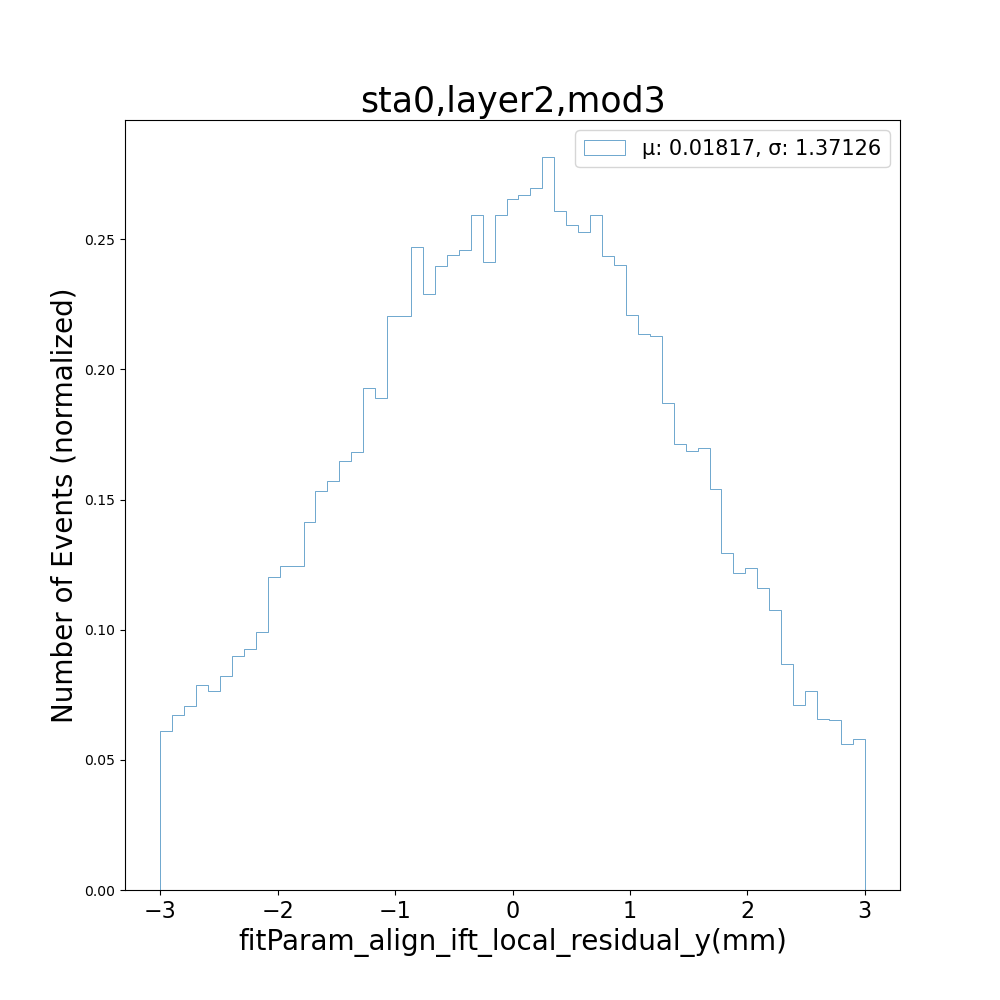 sta0,layer2,mod3
μ: 0.01817, σ: 1.37126
0.25
0.20
0.15
0.10
0.05
0.00
Number of Events (normalized)
−3 −2 −1 0 1 2 3
fitParam_align_ift_local_residual_y(mm)